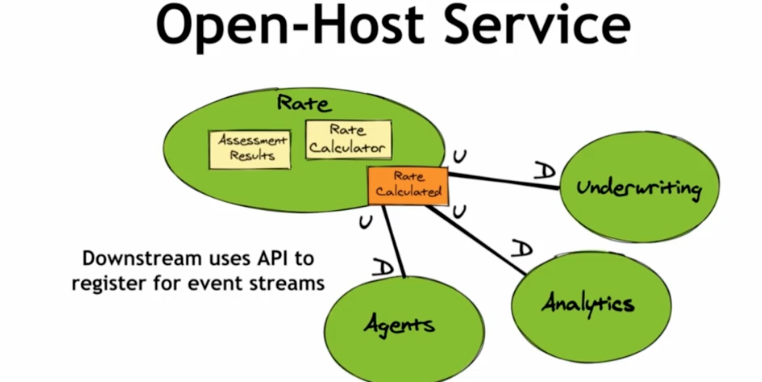 Open-Host Service
Rate
Assessment
Results
Rate
Calculator
Rate
Calculated
U
D
Underwriting
U
U
D
D
Downstream uses API to
register for event streams
Agents
Analytics